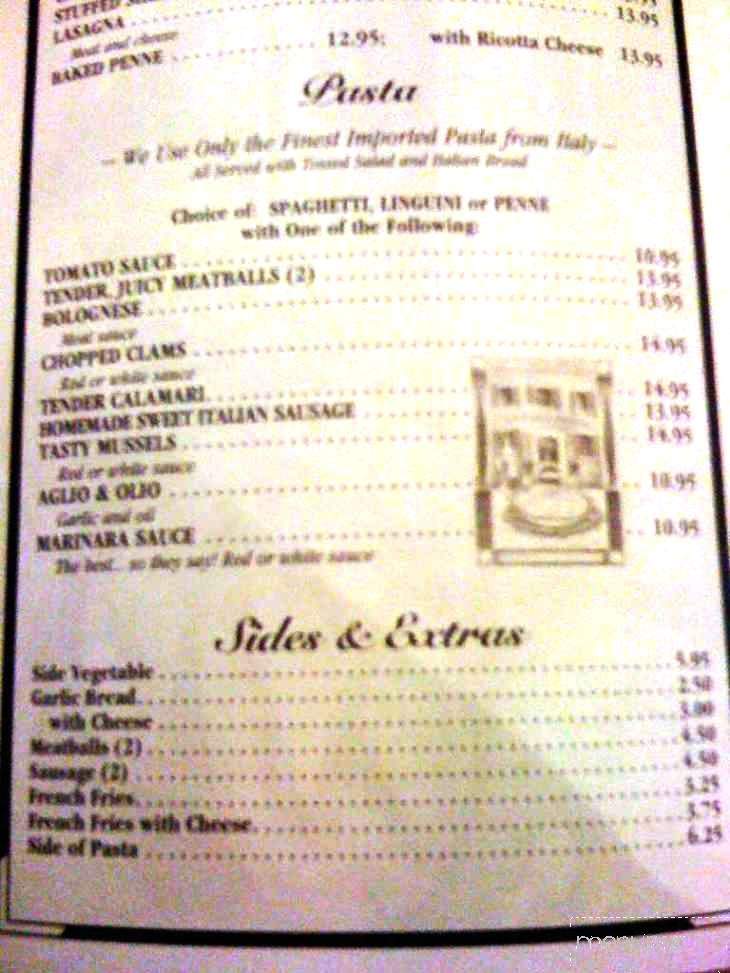 STUFFED
LASAGNA 13.95
Meat and cheese
BAKED PENNE 12.95; with Ricotta Cheese 13.95
Pasta
— We Use Only the Finest Imported Pasta from Italy —
All Served with Tossed Salad and Italian Bread
Choice of: SPAGHETTI, LINGUINI or PENNE
with One of the Following:
TOMATO SAUCE 10.95
TENDER, JUICY MEATBALLS (2) 13.95
BOLOGNESE 13.95
Meat sauce
CHOPPED CLAMS 14.95
Red or white sauce
TENDER CALAMARI 14.95
HOMEMADE SWEET ITALIAN SAUSAGE 13.95
TASTY MUSSELS 14.95
Red or white sauce
AGLIO & OLIO 10.95
Garlic and oil
MARINARA SAUCE 10.95
The best.. so they say! Red or white sauce
Sides & Extras
Side Vegetable 5.95
Garlic Bread 2.50
with Cheese 3.00
Meatballs (2) 4.50
Sausage (2) 4.50
French Fries 3.25
French Fries with Cheese 3.75
Side of Pasta 6.25